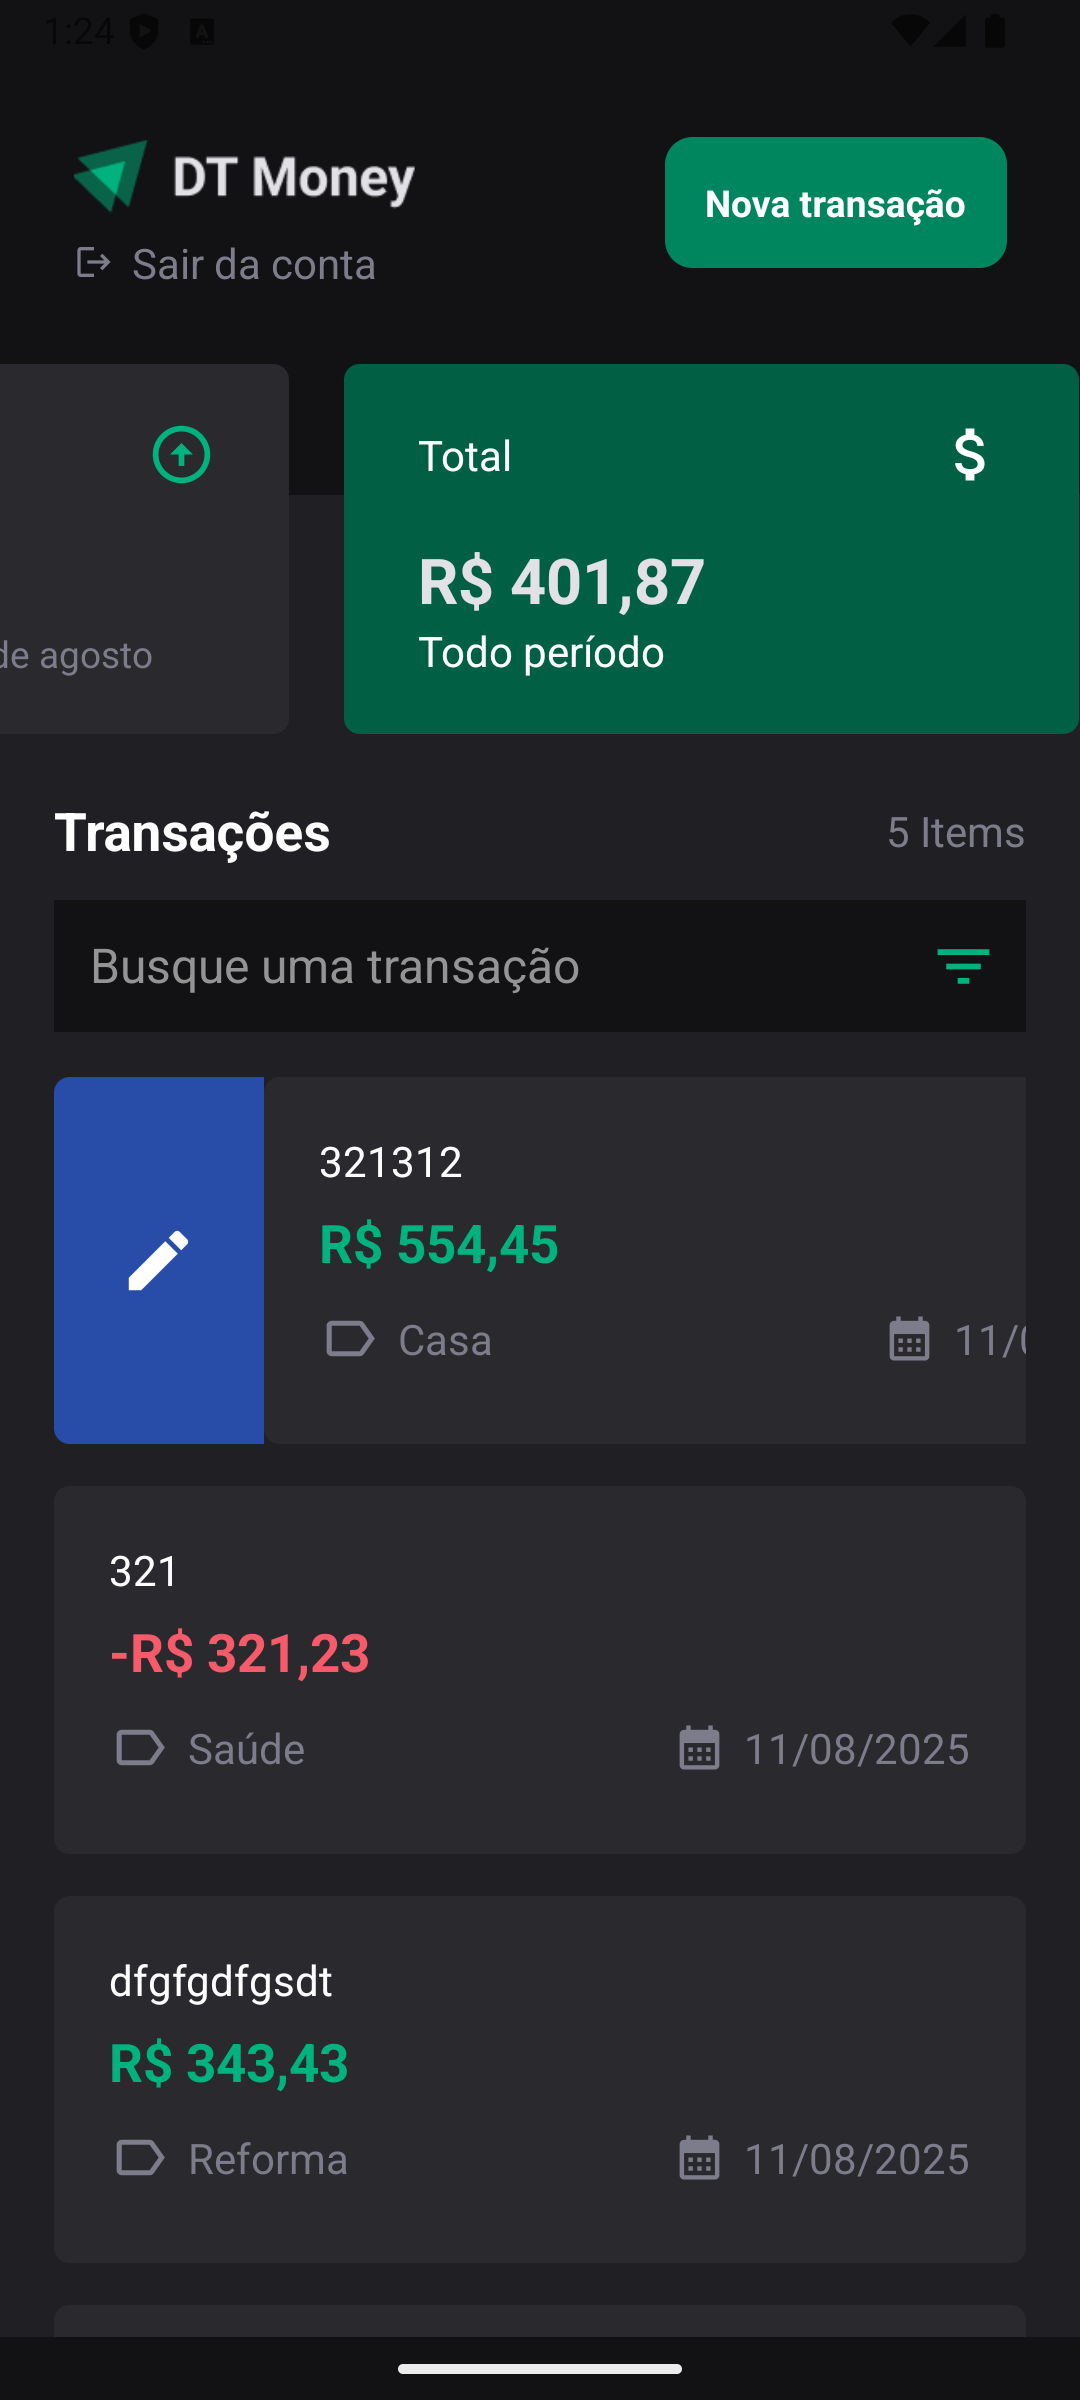 1:24
DT Money
Nova transação
Sair da conta
Total
$
R$ 401,87
de agosto
Todo período
Transações
5 Items
Busque uma transação
321312
R$ 554,45
Casa
11/0
321
-R$ 321,23
Saúde
11/08/2025
dfgfgdfgsdt
R$ 343,43
Reforma
11/08/2025